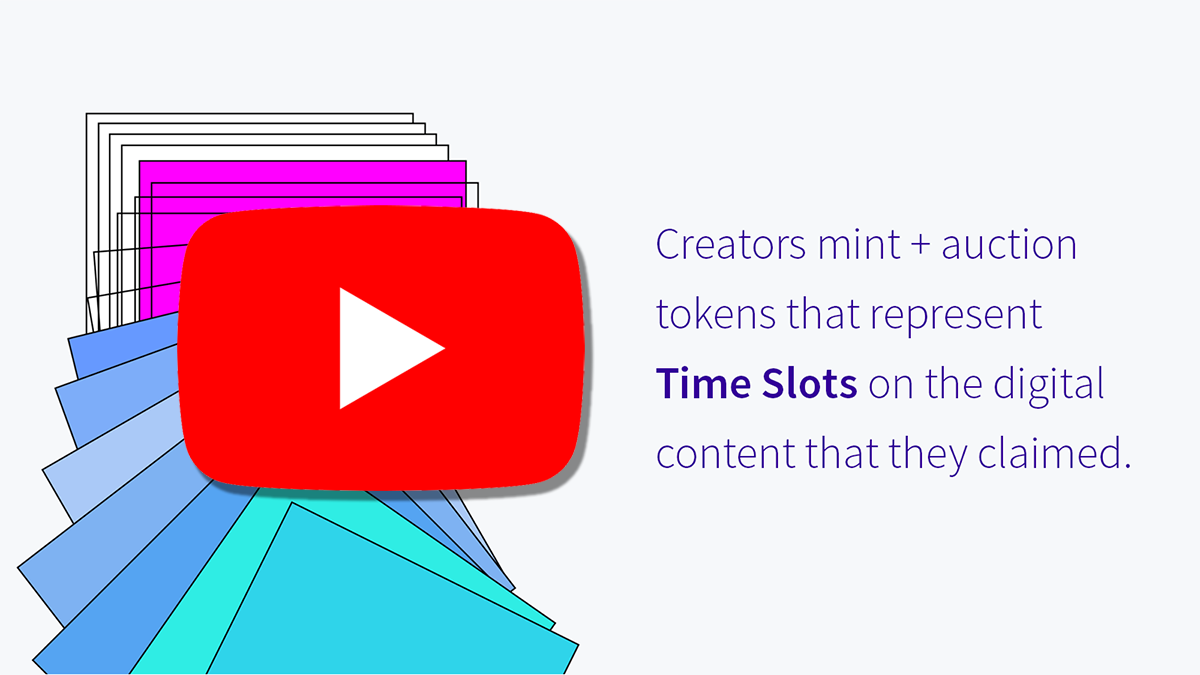 Creators mint + auction
tokens that represent
Time Slots on the digital
content that they claimed.